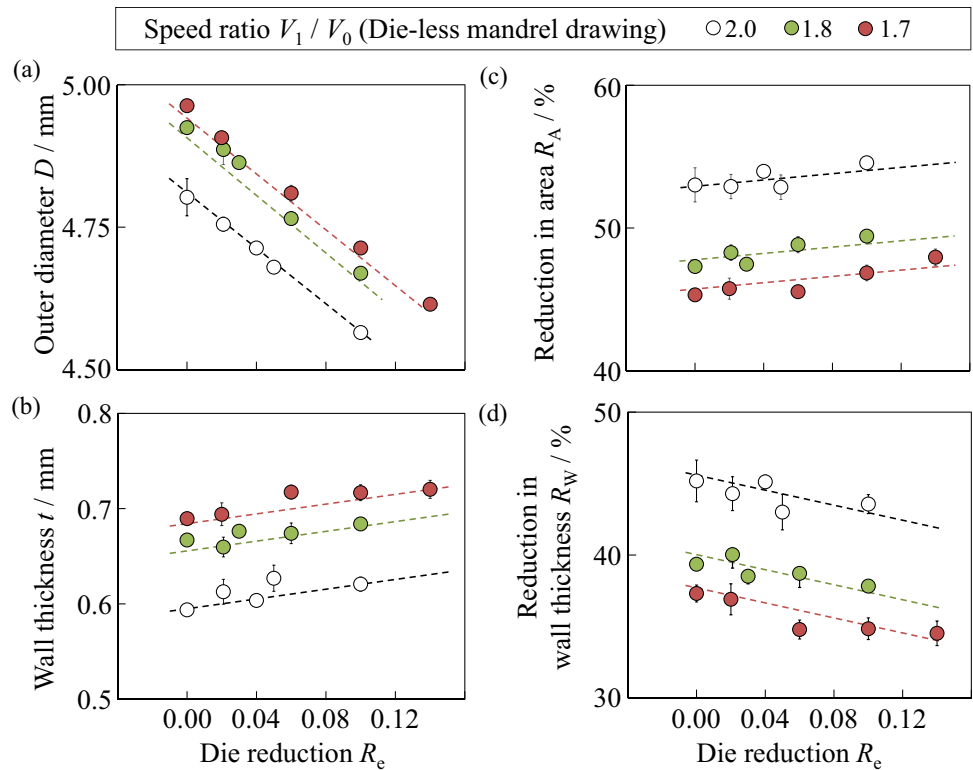 Speed ratio V₁ / V₀ (Die-less mandrel drawing) 2.0 1.8 1.7
(a)
5.00
4.75
4.50
Outer diameter D / mm
(c)
60
50
40
Reduction in area R_A / %
(b)
0.8
0.7
0.6
0.5
Wall thickness t / mm
0.00 0.04 0.08 0.12
Die reduction Rₑ
(d)
50
40
30
Reduction in
wall thickness R_W / %
0.00 0.04 0.08 0.12
Die reduction Rₑ